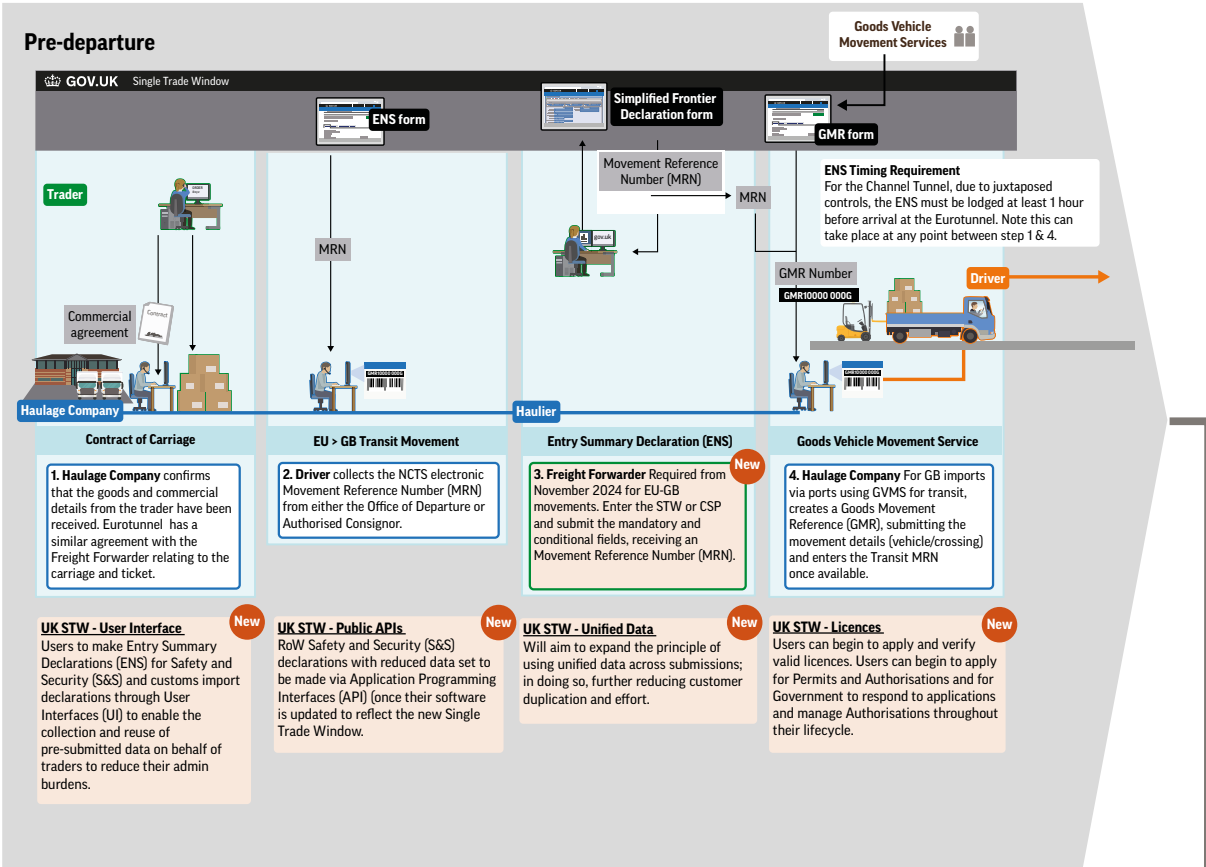 Pre-departure
Goods Vehicle
Movement Services
GOV.UK Single Trade Window
ENS form
Simplified Frontier
Declaration form
GMR form
Trader
Movement Reference
Number (MRN)
MRN
MRN
ENS Timing Requirement
For the Channel Tunnel, due to juxtaposed
controls, the ENS must be lodged at least 1 hour
before arrival at the Eurotunnel. Note this can
take place at any point between step 1 & 4.
gov.uk
GMR Number
GMR10000 000G
Driver
Commercial
agreement
Contract
GMR10000 000G
GMR10000 000G
Haulage Company
Haulier
Contract of Carriage
EU > GB Transit Movement
Entry Summary Declaration (ENS)
Goods Vehicle Movement Service
1. Haulage Company confirms
that the goods and commercial
details from the trader have been
received. Eurotunnel has a
similar agreement with the
Freight Forwarder relating to the
carriage and ticket.
2. Driver collects the NCTS electronic
Movement Reference Number (MRN)
from either the Office of Departure or
Authorised Consignor.
New
3. Freight Forwarder Required from
November 2024 for EU-GB
movements. Enter the STW or CSP
and submit the mandatory and
conditional fields, receiving an
Movement Reference Number (MRN).
4. Haulage Company For GB imports
via ports using GVMS for transit,
creates a Goods Movement
Reference (GMR), submitting the
movement details (vehicle/crossing)
and enters the Transit MRN
once available.
New
UK STW - User Interface
Users to make Entry Summary
Declarations (ENS) for Safety and
Security (S&S) and customs import
declarations through User
Interfaces (UI) to enable the
collection and reuse of
pre-submitted data on behalf of
traders to reduce their admin
burdens.
New
UK STW - Public APIs
RoW Safety and Security (S&S)
declarations with reduced data set to
be made via Application Programming
Interfaces (API) (once their software
is updated to reflect the new Single
Trade Window.
New
UK STW - Unified Data
Will aim to expand the principle of
using unified data across submissions;
in doing so, further reducing customer
duplication and effort.
New
UK STW - Licences
Users can begin to apply and verify
valid licences. Users can begin to apply
for Permits and Authorisations and for
Government to respond to applications
and manage Authorisations throughout
their lifecycle.